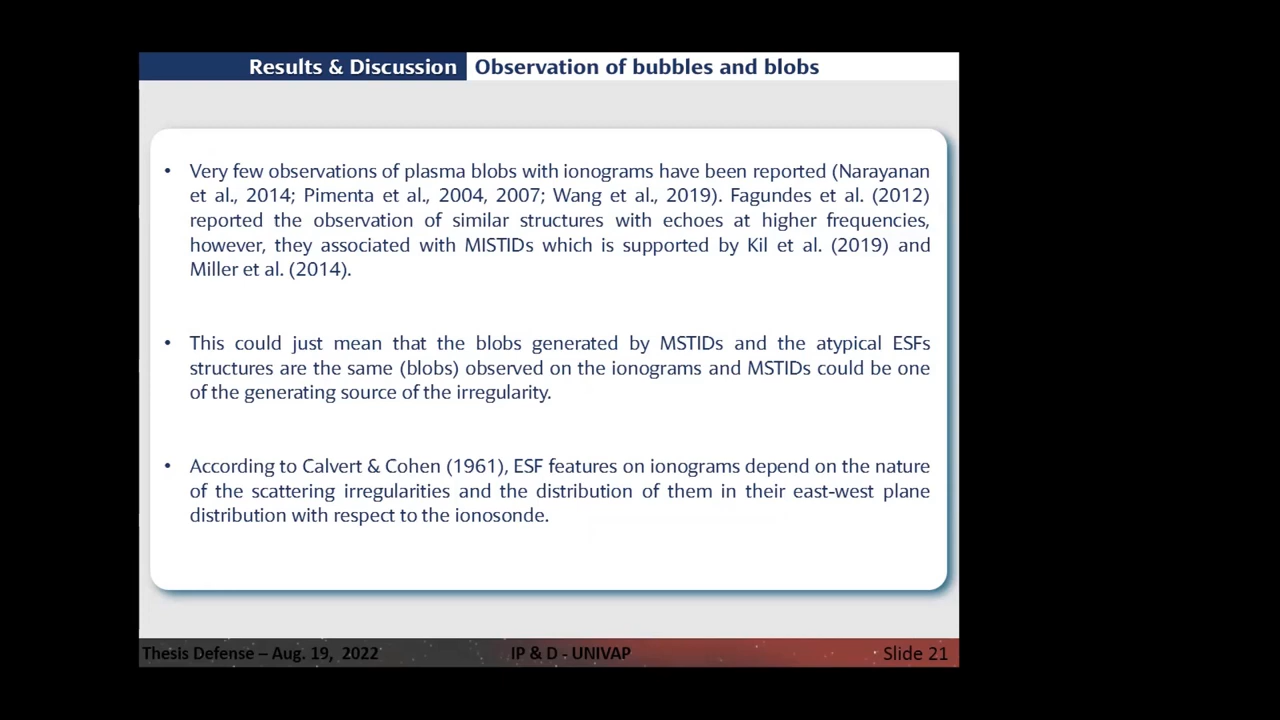 Results & Discussion Observation of bubbles and blobs
• Very few observations of plasma blobs with ionograms have been reported (Narayanan
et al., 2014; Pimenta et al., 2004, 2007; Wang et al., 2019). Fagundes et al. (2012)
reported the observation of similar structures with echoes at higher frequencies,
however, they associated with MISTIDs which is supported by Kil et al. (2019) and
Miller et al. (2014).
• This could just mean that the blobs generated by MSTIDs and the atypical ESFs
structures are the same (blobs) observed on the ionograms and MSTIDs could be one
of the generating source of the irregularity.
• According to Calvert & Cohen (1961), ESF features on ionograms depend on the nature
of the scattering irregularities and the distribution of them in their east-west plane
distribution with respect to the ionosonde.
Thesis Defense – Aug. 19, 2022 IP & D - UNIVAP Slide 21